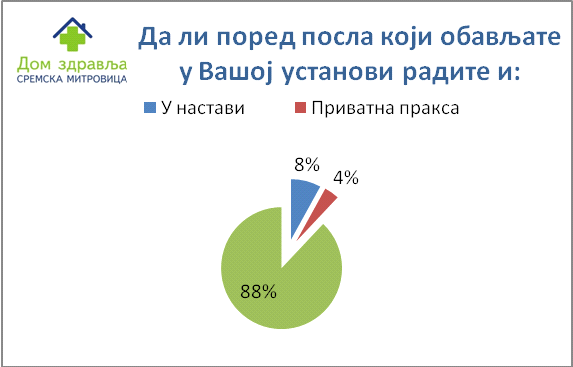 Дом здравља
СРЕМСКА МИТРОВИЦА
Да ли поред посла који обављате
у Вашој установи радите и:
У настави
Приватна пракса
8%
4%
88%